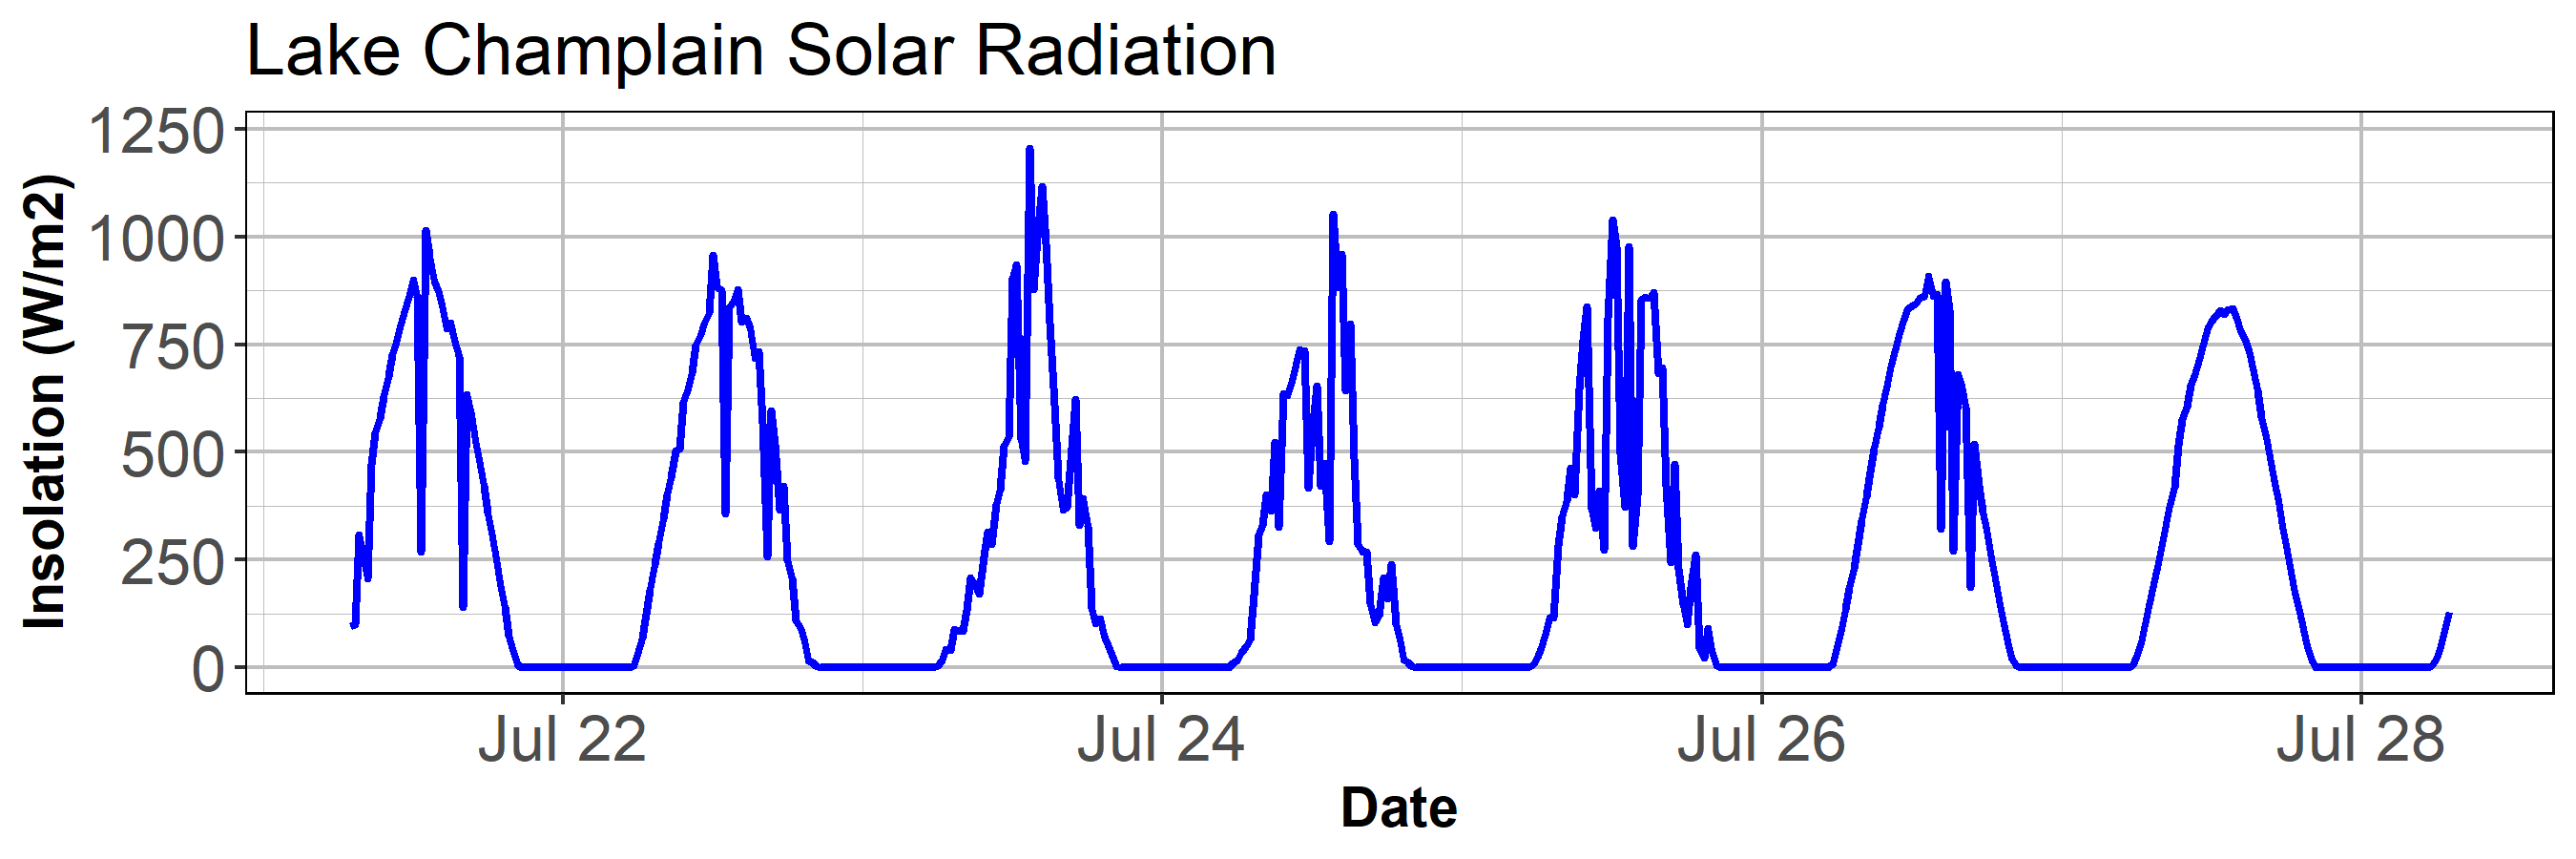 Lake Champlain Solar Radiation
Insolation (W/m2)
1250
1000
750
500
250
0
Jul 22
Jul 24
Jul 26
Jul 28
Date